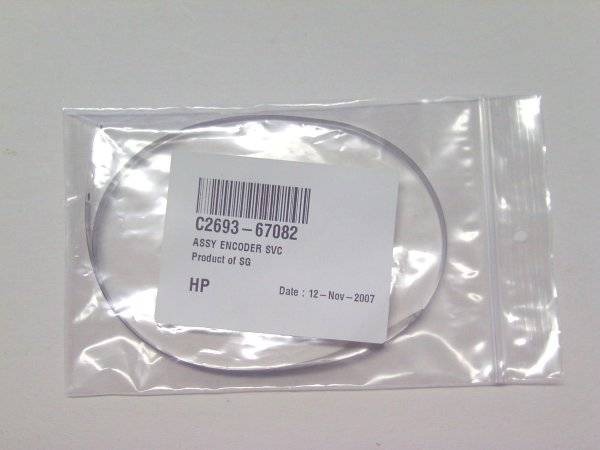 C2693-67082
ASSY ENCODER SVC
Product of SG
HP
Date : 12-Nov-2007